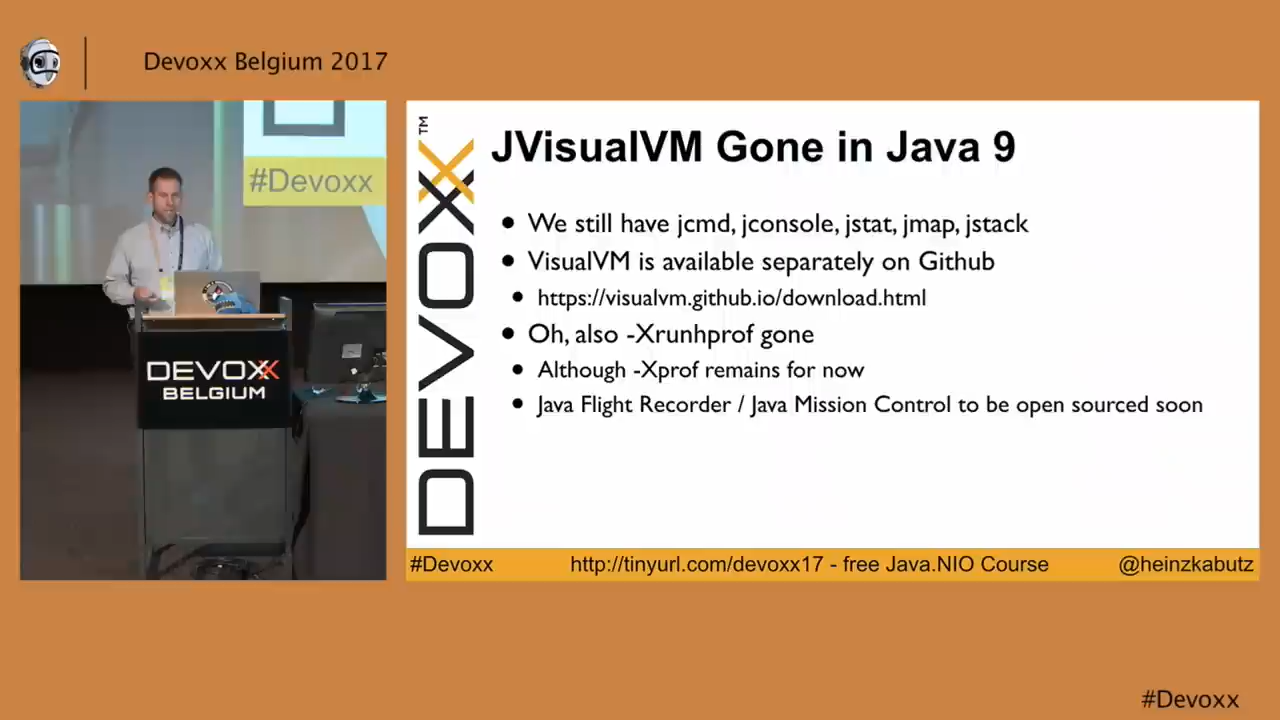 Devoxx Belgium 2017
#Devoxx
DEVOXX
BELGIUM
DEVOXX™
JVisualVM Gone in Java 9
• We still have jcmd, jconsole, jstat, jmap, jstack
• VisualVM is available separately on Github
• https://visualvm.github.io/download.html
• Oh, also -Xrunhprof gone
• Although -Xprof remains for now
• Java Flight Recorder / Java Mission Control to be open sourced soon
#Devoxx http://tinyurl.com/devoxx17 - free Java.NIO Course @heinzkabutz
#Devoxx